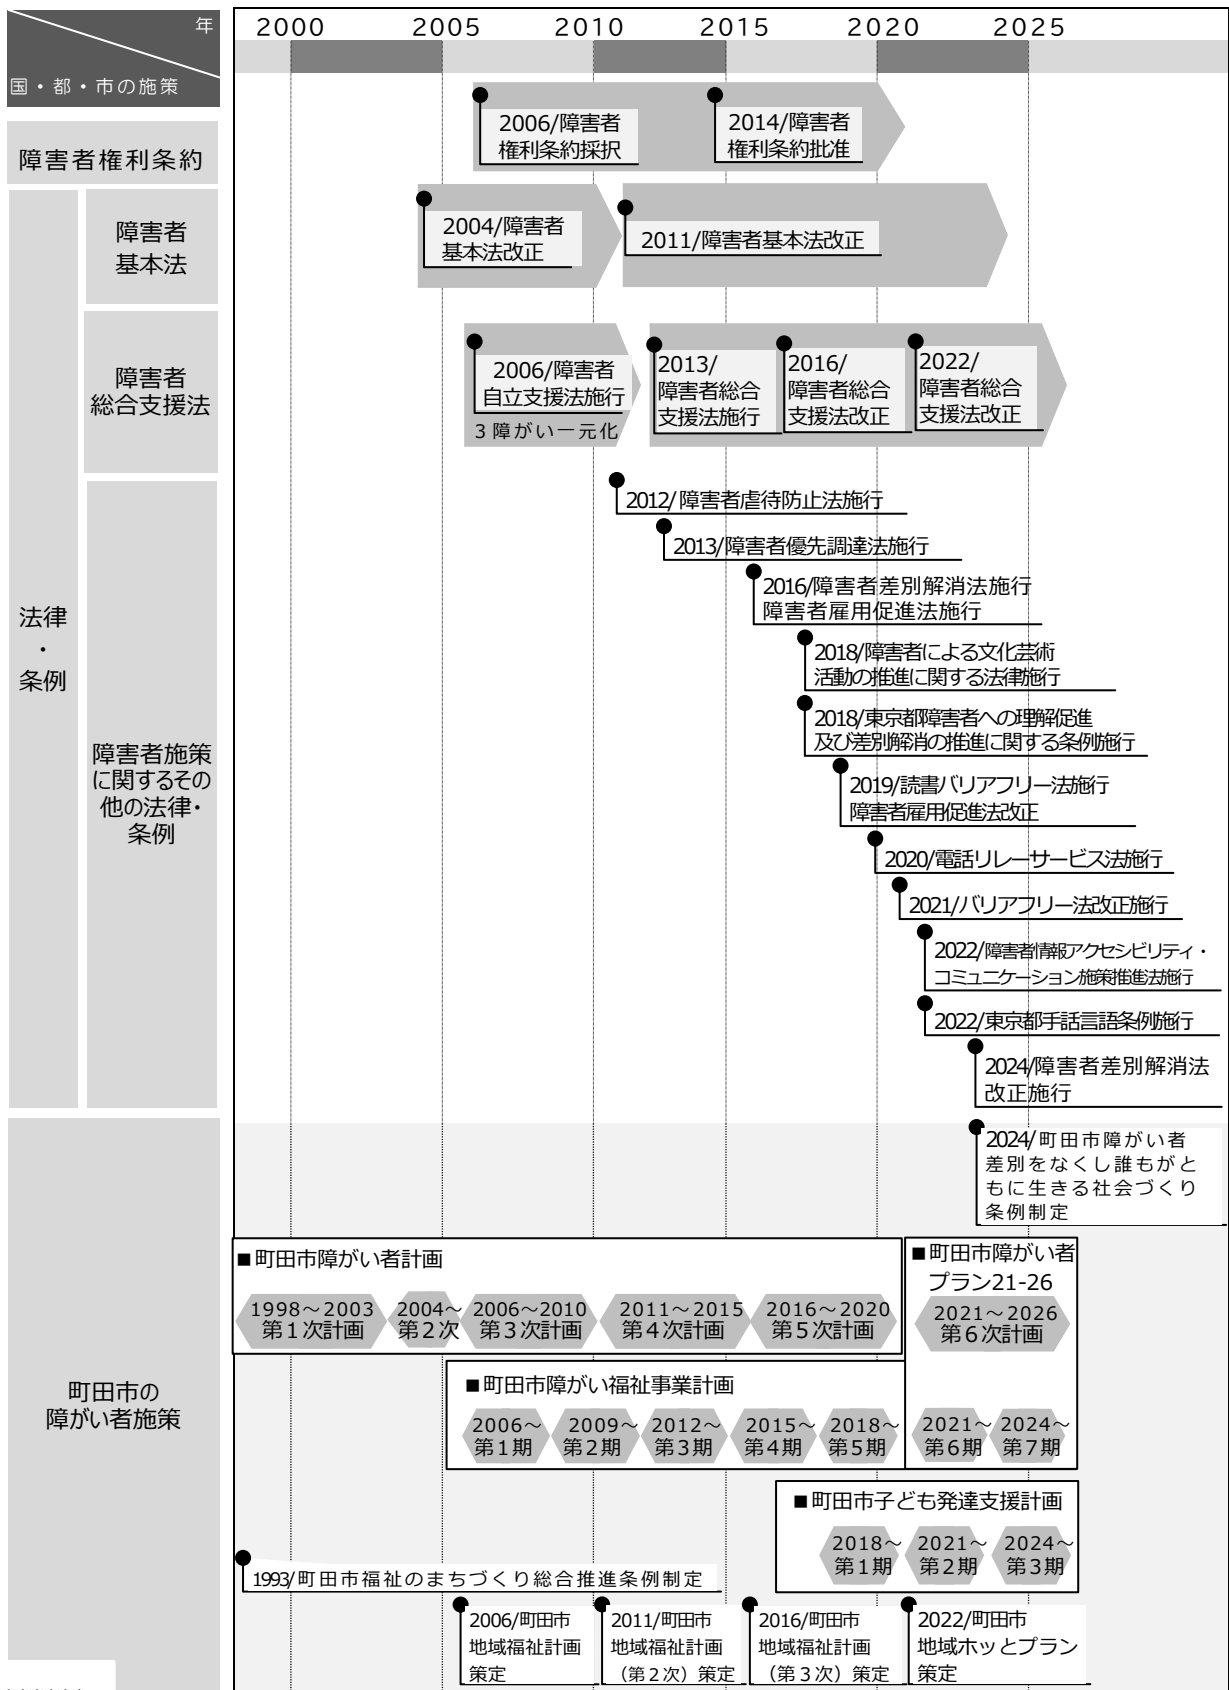 年
国・都・市の施策
2000 2005 2010 2015 2020 2025
障害者権利条約
2006/障害者
権利条約採択
2014/障害者
権利条約批准
法律
・
条例
障害者
基本法
2004/障害者
基本法改正
2011/障害者基本法改正
障害者
総合支援法
2006/障害者
自立支援法施行
3障がい一元化
2013/
障害者総合
支援法施行
2016/
障害者総合
支援法改正
2022/
障害者総合
支援法改正
障害者施策
に関するその
他の法律・
条例
2012/障害者虐待防止法施行
2013/障害者優先調達法施行
2016/障害者差別解消法施行
障害者雇用促進法施行
2018/障害者による文化芸術
活動の推進に関する法律施行
2018/東京都障害者への理解促進
及び差別解消の推進に関する条例施行
2019/読書バリアフリー法施行
障害者雇用促進法改正
2020/電話リレーサービス法施行
2021/バリアフリー法改正施行
2022/障害者情報アクセシビリティ・
コミュニケーション施策推進法施行
2022/東京都手話言語条例施行
2024/障害者差別解消法
改正施行
町田市の
障がい者施策
2024/町田市障がい者
差別をなくし誰もがと
もに生きる社会づくり
条例制定
■町田市障がい者計画
1998～2003
第1次計画
2004～
第2次
2006～2010
第3次計画
2011～2015
第4次計画
2016～2020
第5次計画
■町田市障がい者
プラン21-26
2021～2026
第6次計画
■町田市障がい福祉事業計画
2006～
第1期
2009～
第2期
2012～
第3期
2015～
第4期
2018～
第5期
2021～
第6期
2024～
第7期
■町田市子ども発達支援計画
2018～
第1期
2021～
第2期
2024～
第3期
1993/町田市福祉のまちづくり総合推進条例制定
2006/町田市
地域福祉計画
策定
2011/町田市
地域福祉計画
（第2次）策定
2016/町田市
地域福祉計画
（第3次）策定
2022/町田市
地域ホッとプラン
策定